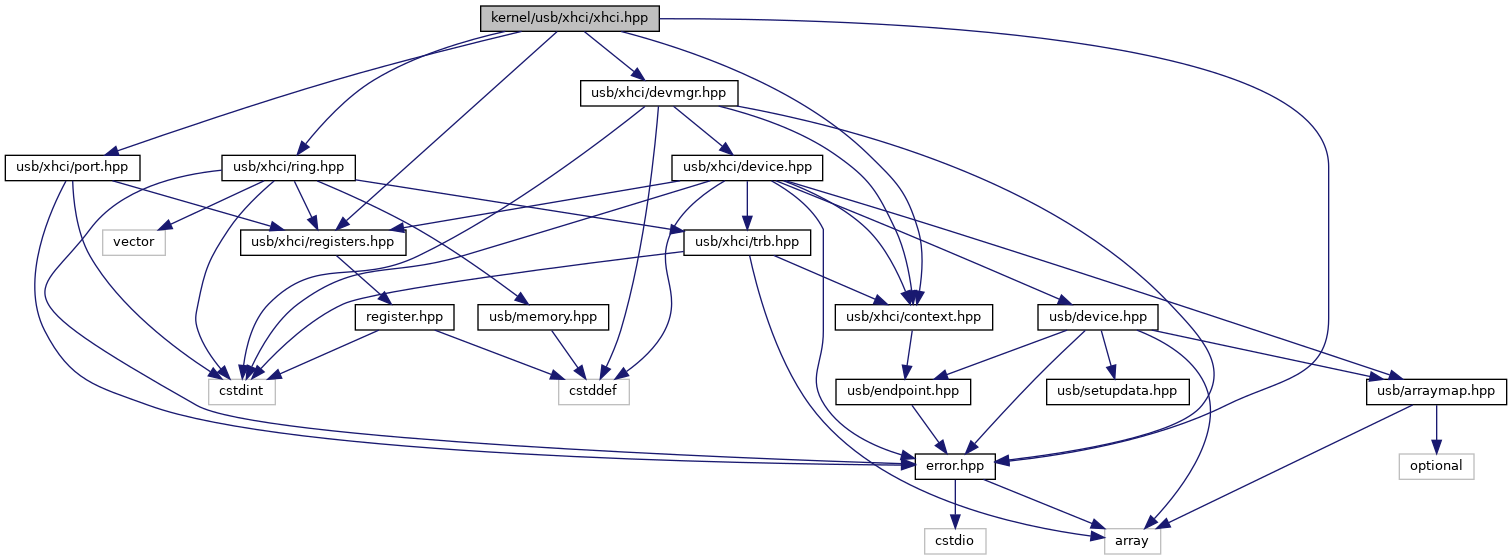 kernel/usb/xhci/xhci.hpp
usb/xhci/devmgr.hpp
usb/xhci/port.hpp
usb/xhci/ring.hpp
usb/xhci/device.hpp
vector
usb/xhci/registers.hpp
usb/xhci/trb.hpp
register.hpp
usb/memory.hpp
usb/xhci/context.hpp
usb/device.hpp
cstdint
cstddef
usb/endpoint.hpp
usb/setupdata.hpp
usb/arraymap.hpp
error.hpp
optional
cstdio
array